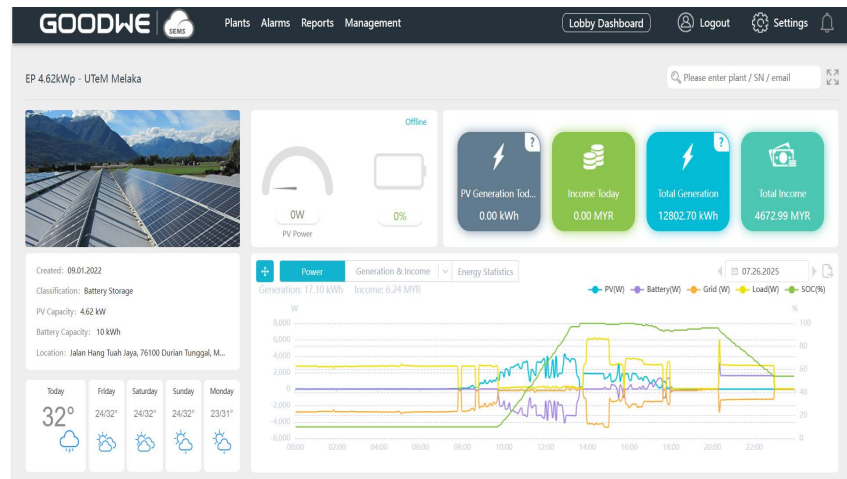 GOODWE SEMS Plants Alarms Reports Management Lobby Dashboard Logout Settings
EP 4.62kWp - UTeM Melaka Please enter plant / SN / email
Offline
0W
PV Power
0%
?
PV Generation Tod...
0.00 kWh
Income Today
0.00 MYR
?
Total Generation
12802.70 kWh
Total Income
4672.99 MYR
Created: 09.01.2022
Classification: Battery Storage
PV Capacity: 4.62 kW
Battery Capacity: 10 kWh
Location: Jalan Hang Tuah Jaya, 76100 Durian Tunggal, M...
Today Friday Saturday Sunday Monday
32° 24/32° 24/32° 24/32° 23/31°
Power Generation & Income Energy Statistics 07.26.2025
Generation: 17.10 kWh Income: 6.24 MYR PV(W) Battery(W) Grid (W) Load(W) SOC(%)
W %
8,000 100
6,000
80
4,000
60
2,000
0
40
-2,000
20
-4,000
-6,000 0
00:00 02:00 04:00 06:00 08:00 10:00 12:00 14:00 16:00 18:00 20:00 22:00